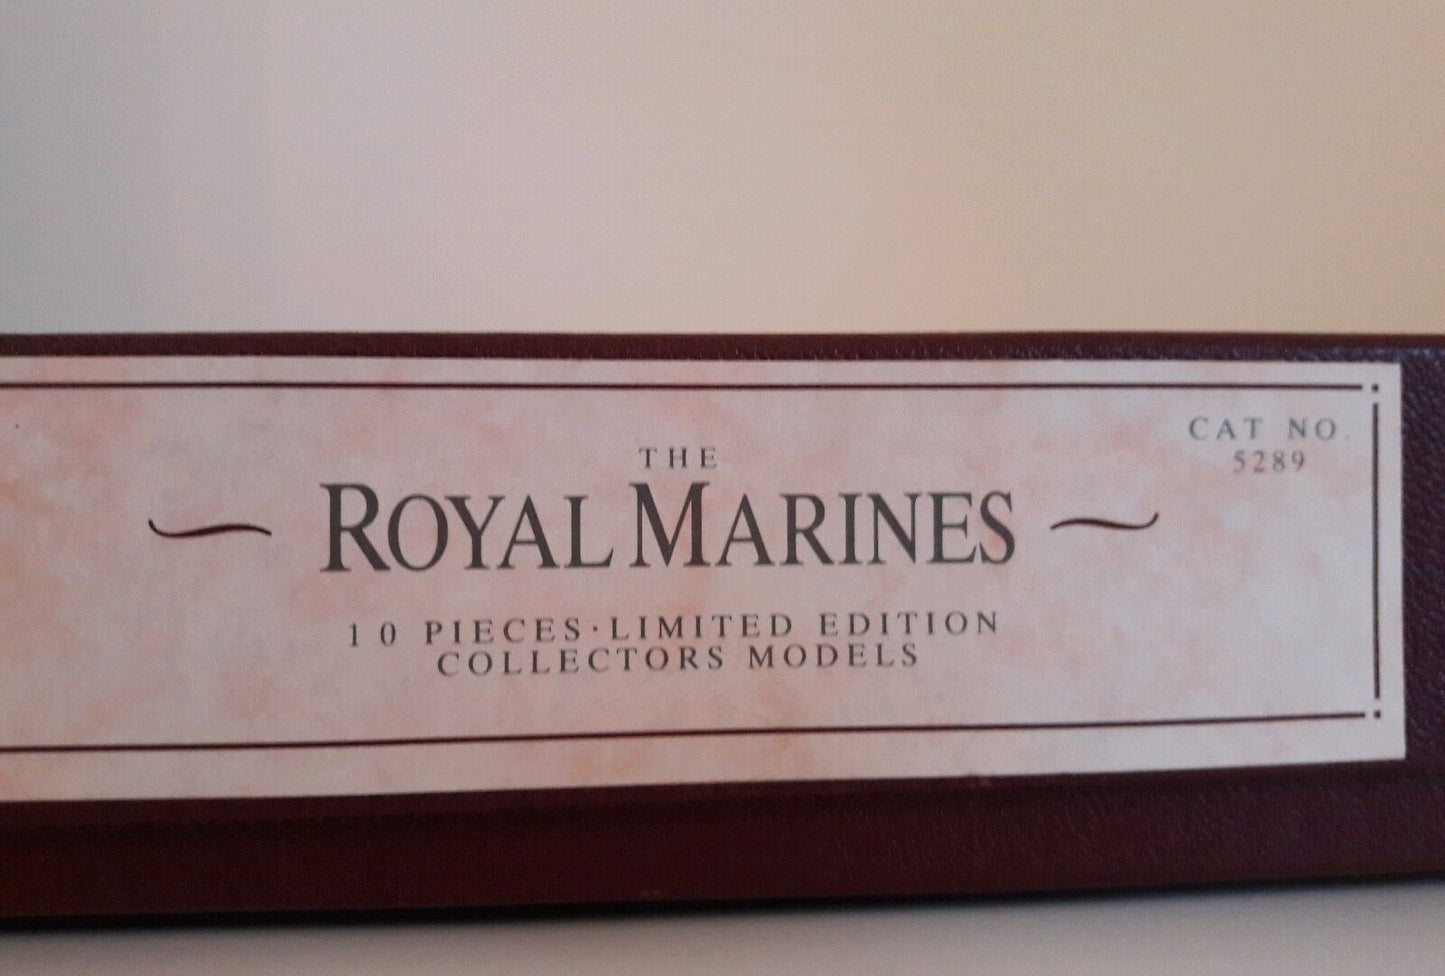 CAT NO.
5289
THE
ROYAL MARINES
10 PIECES·LIMITED EDITION
COLLECTORS MODELS